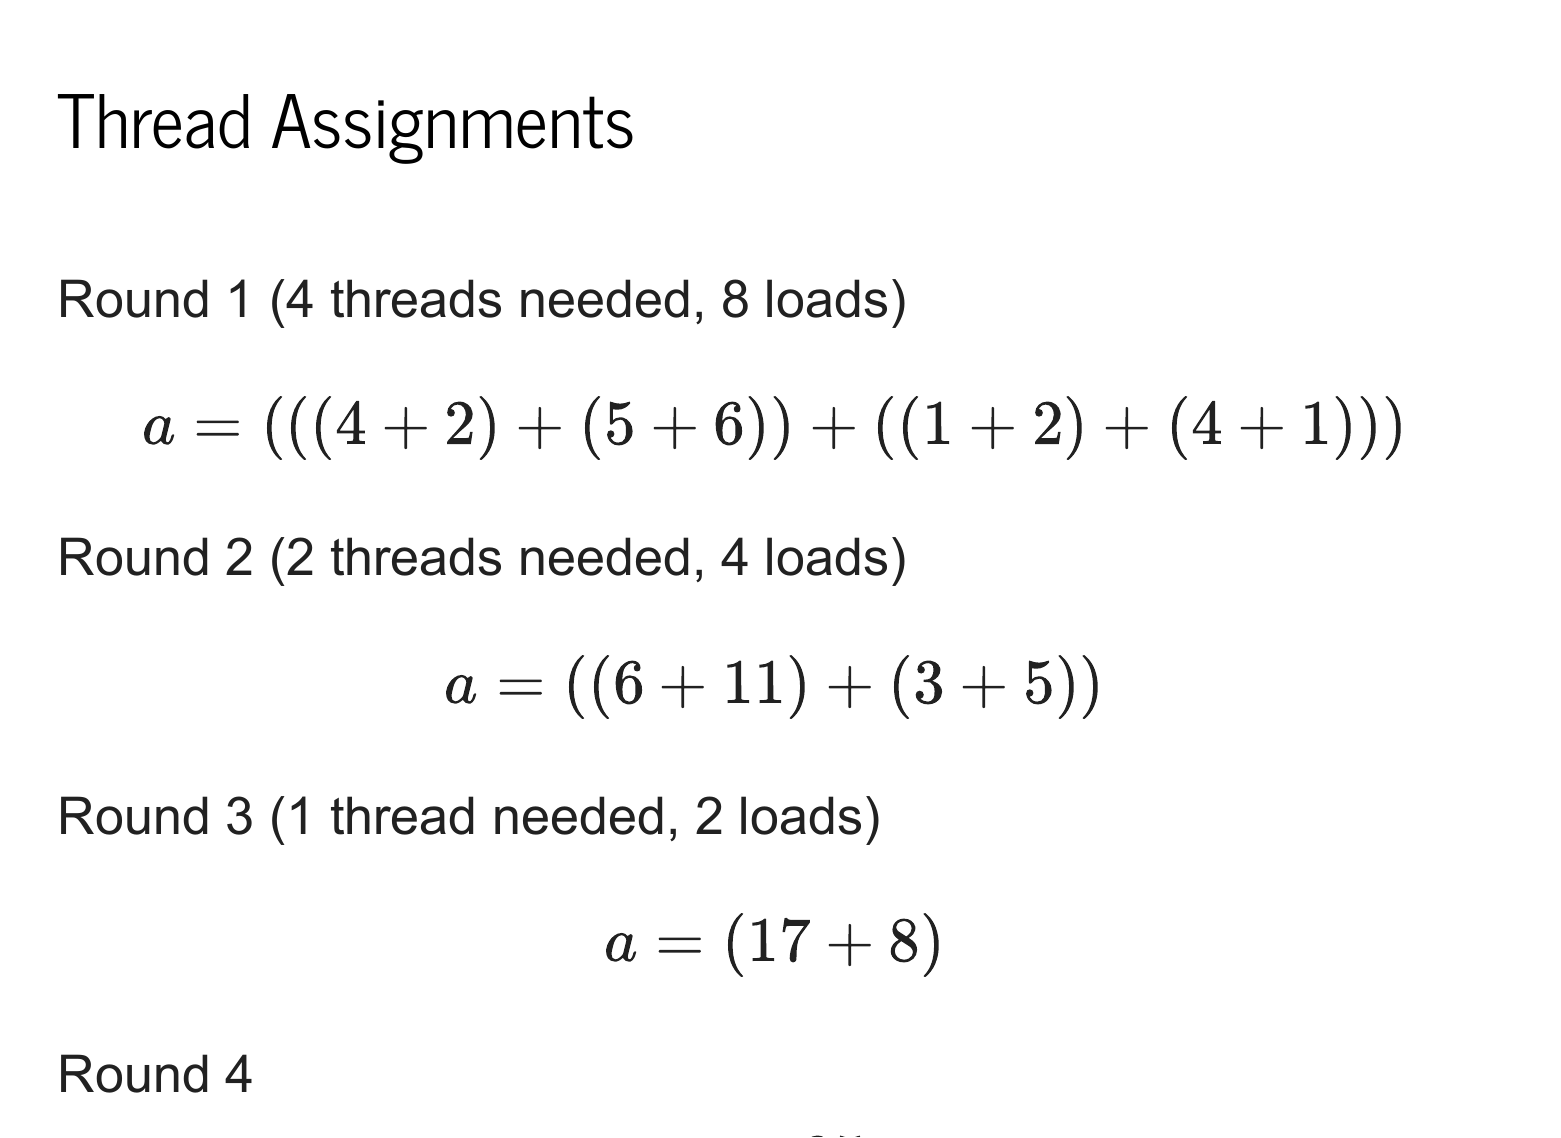 Thread Assignments
Round 1 (4 threads needed, 8 loads)
a = (((4 + 2) + (5 + 6)) + ((1 + 2) + (4 + 1)))
Round 2 (2 threads needed, 4 loads)
a = ((6 + 11) + (3 + 5))
Round 3 (1 thread needed, 2 loads)
a = (17 + 8)
Round 4